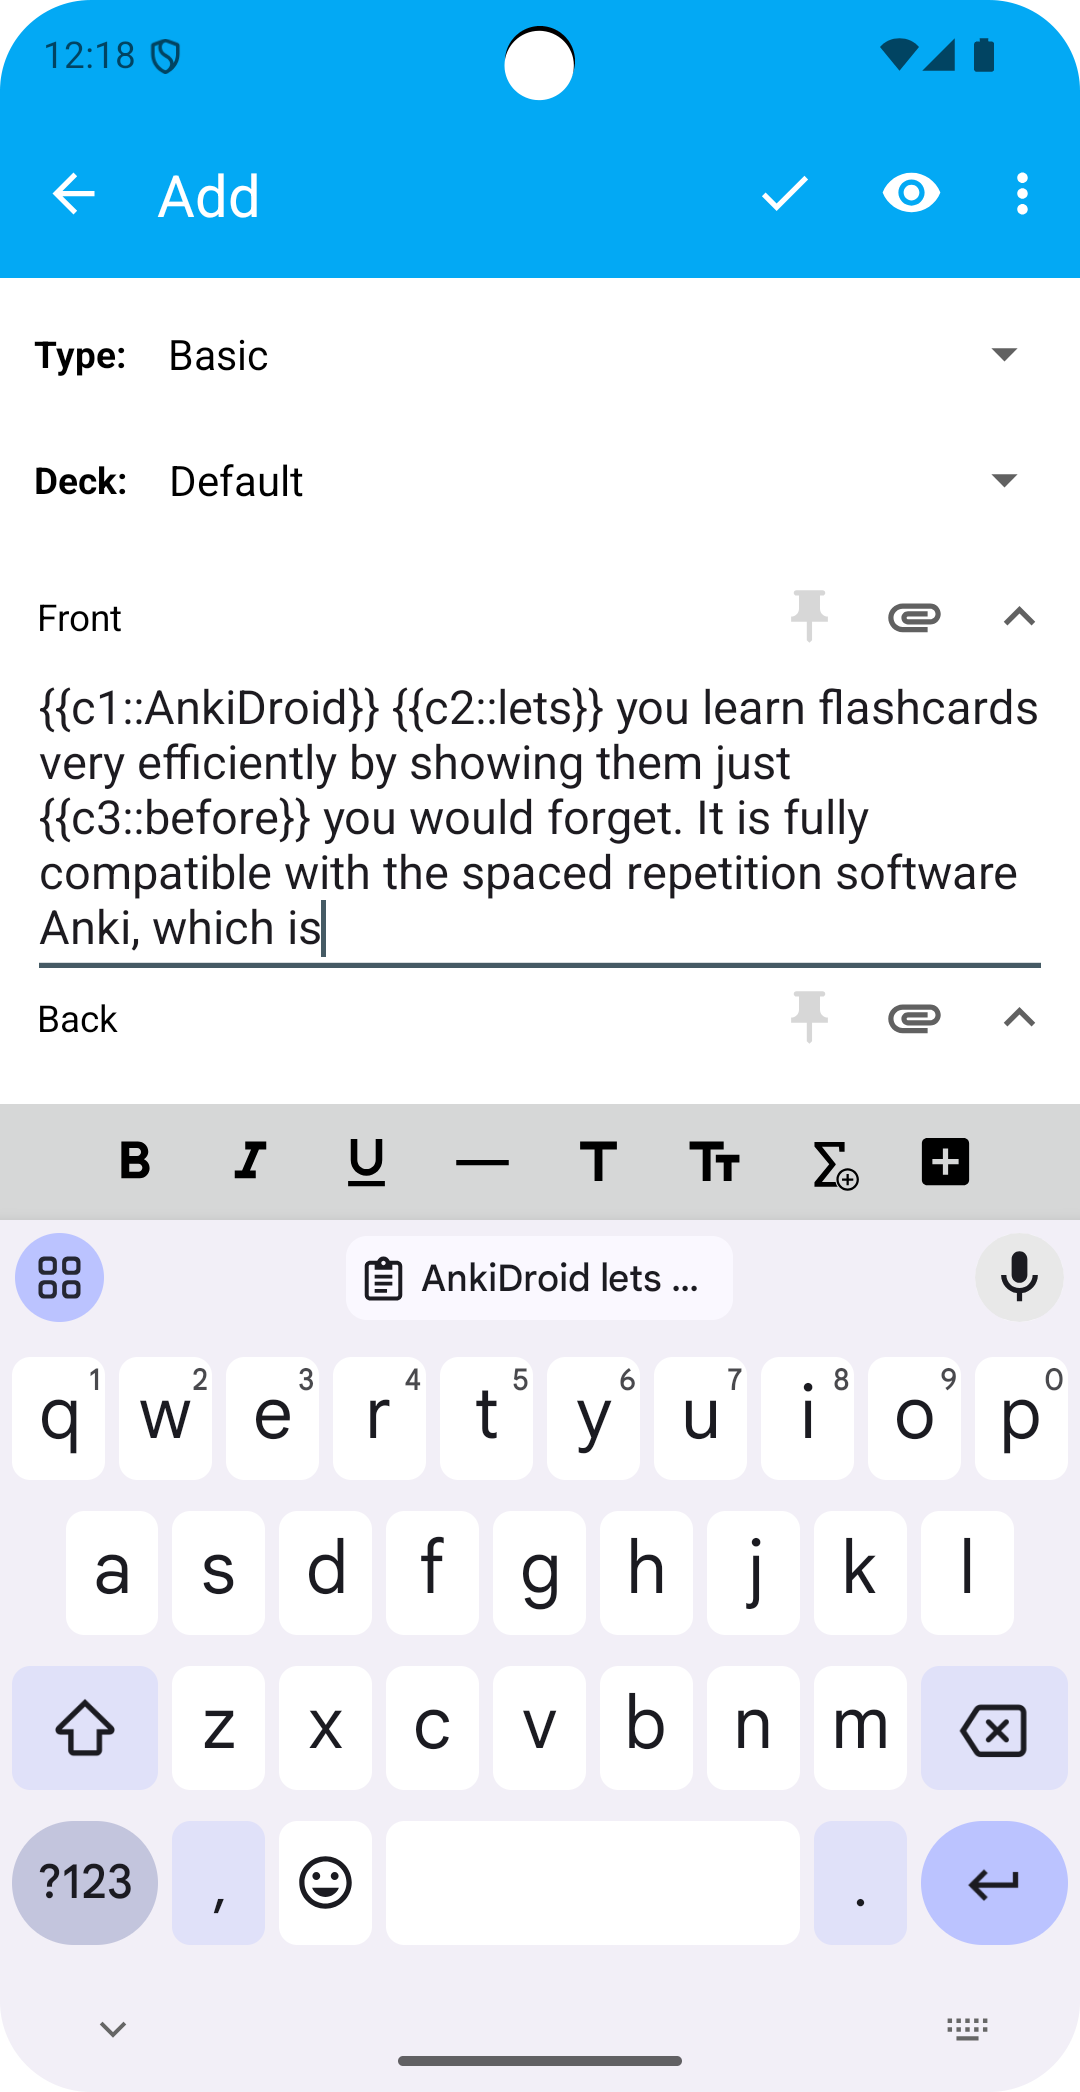 12:18
Add
Type: Basic
Deck: Default
Front
{{c1::AnkiDroid}} {{c2::lets}} you learn flashcards
very efficiently by showing them just
{{c3::before}} you would forget. It is fully
compatible with the spaced repetition software
Anki, which is
Back
B I U T TT
AnkiDroid lets ...
q1 w2 e3 r4 t5 y6 u7 i8 o9 p0
a s d f g h j k l
z x c v b n m
?123 , .